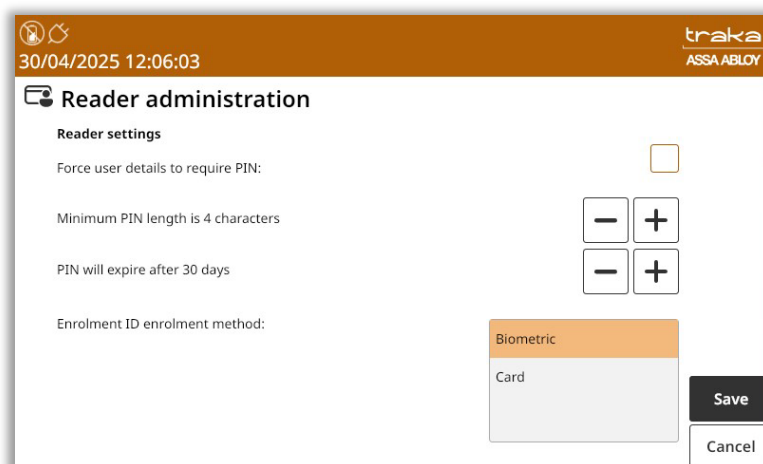 30/04/2025 12:06:03
traka
ASSA ABLOY
Reader administration
Reader settings
Force user details to require PIN:
Minimum PIN length is 4 characters
PIN will expire after 30 days
Enrolment ID enrolment method:
Biometric
Card
Save
Cancel